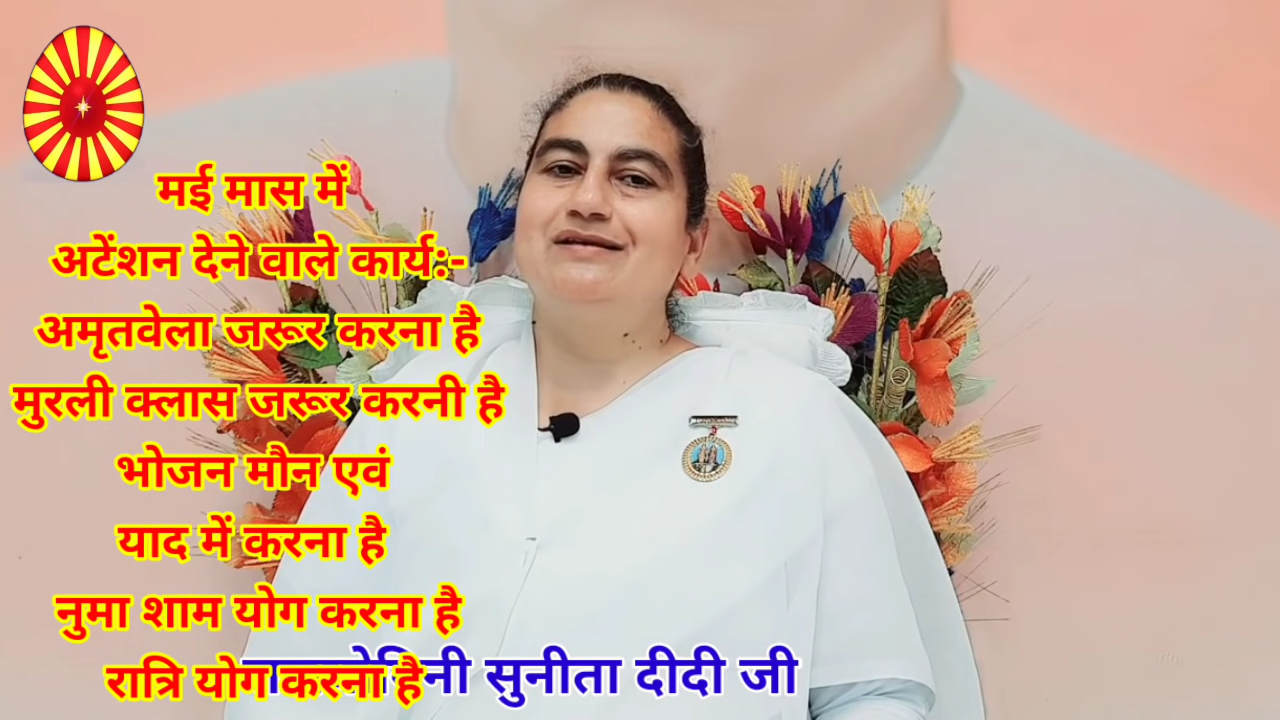 मई मास में
अटेंशन देने वाले कार्य:-
अमृतवेला जरूर करना है
मुरली क्लास जरूर करनी है
भोजन मौन एवं
याद में करना है
नुमा शाम योग करना है
रात्रि योग करना है
सुनीता दीदी जी